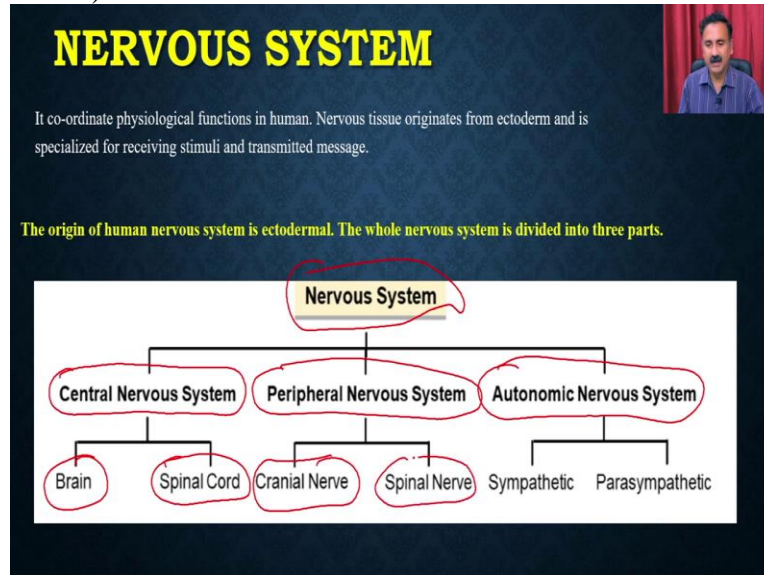 NERVOUS SYSTEM
It co-ordinate physiological functions in human. Nervous tissue originates from ectoderm and is
specialized for receiving stimuli and transmitted message.
The origin of human nervous system is ectodermal. The whole nervous system is divided into three parts.
Nervous System
Central Nervous System Peripheral Nervous System Autonomic Nervous System
Brain Spinal Cord Cranial Nerve Spinal Nerve Sympathetic Parasympathetic